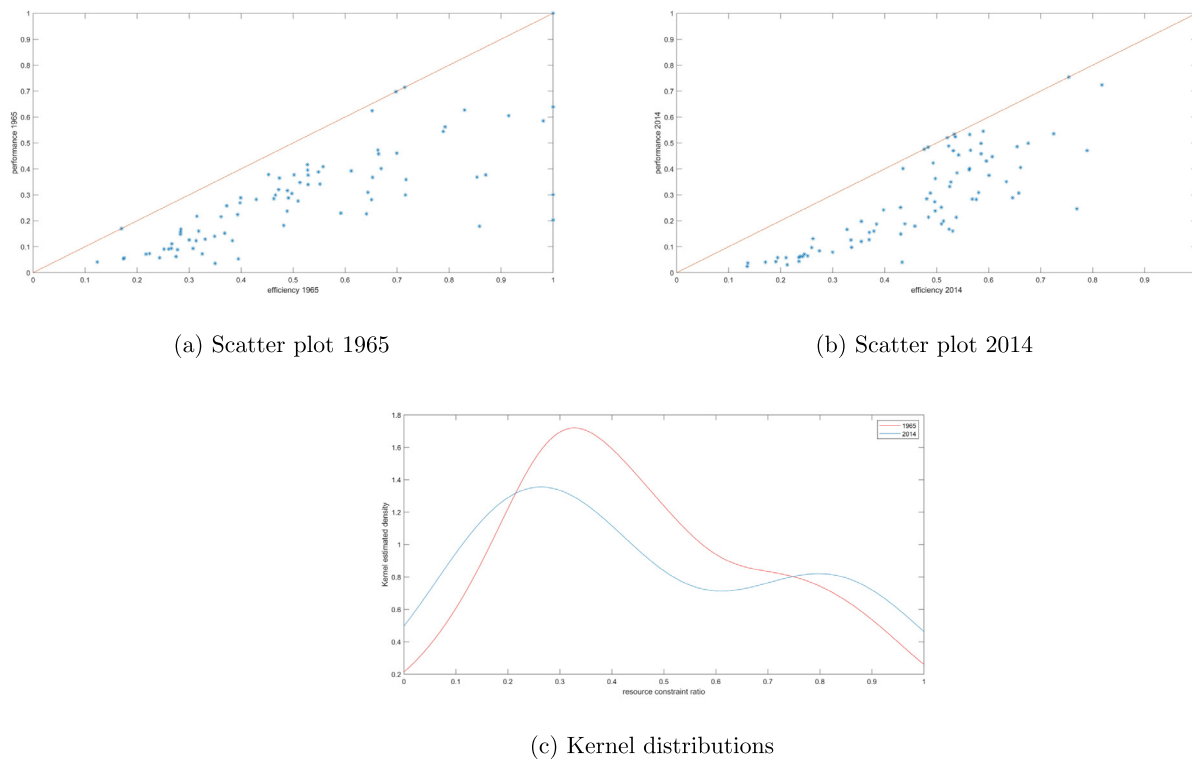 1
0.9
0.8
0.7
0.6
0.5
0.4
0.3
0.2
0.1
0
performance 1965
0 0.1 0.2 0.3 0.4 0.5 0.6 0.7 0.8 0.9 1
efficiency 1965
(a) Scatter plot 1965
1
0.9
0.8
0.7
0.6
0.5
0.4
0.3
0.2
0.1
0
performance 2014
0 0.1 0.2 0.3 0.4 0.5 0.6 0.7 0.8 0.9
efficiency 2014
(b) Scatter plot 2014
1.8
1.6
1.4
1.2
1
0.8
0.6
0.4
0.2
Kernel estimated density
1965
2014
0 0.1 0.2 0.3 0.4 0.5 0.6 0.7 0.8 0.9 1
resource constraint ratio
(c) Kernel distributions